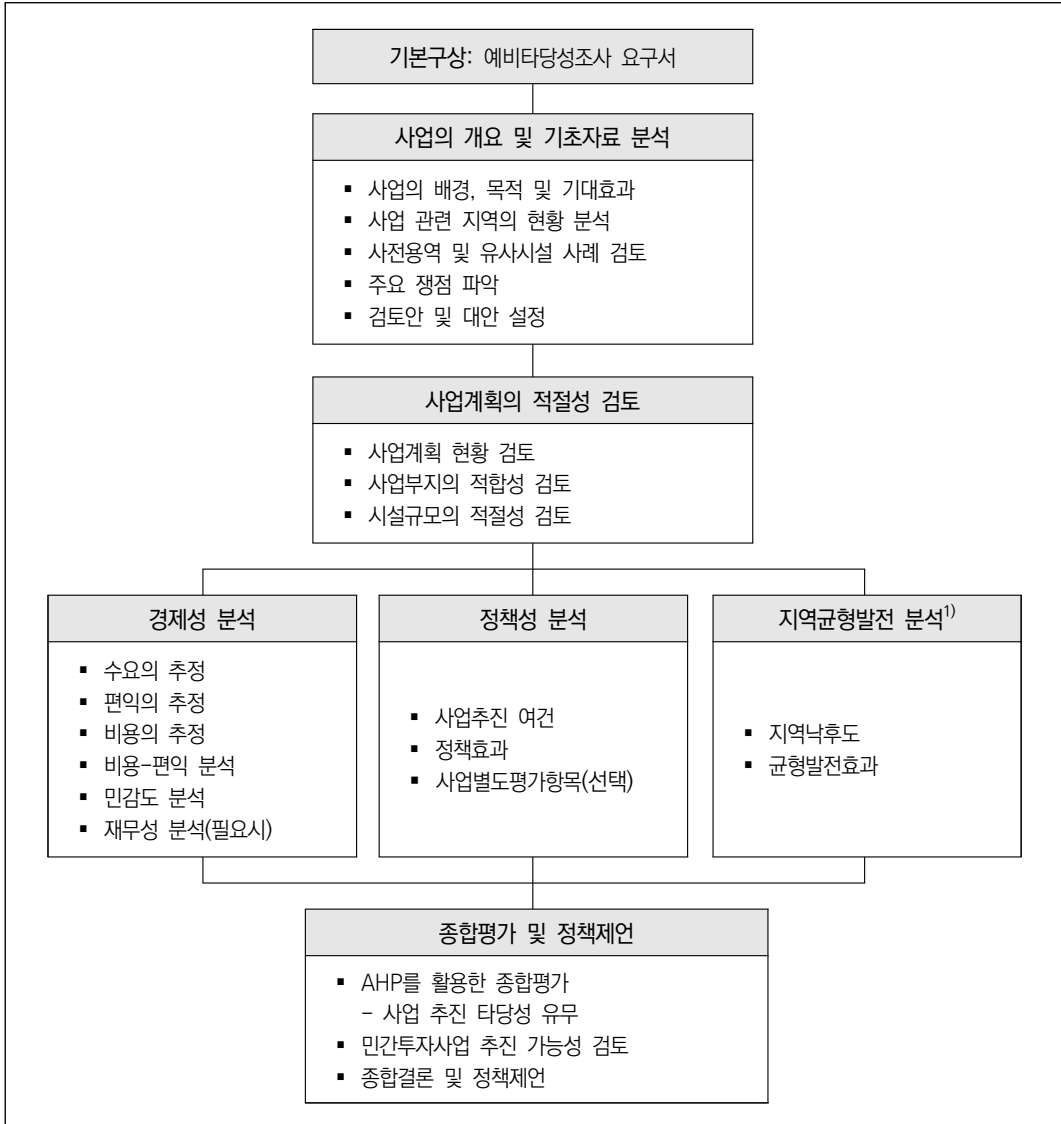 기본구상: 예비타당성조사 요구서
사업의 개요 및 기초자료 분석
▪ 사업의 배경, 목적 및 기대효과
▪ 사업 관련 지역의 현황 분석
▪ 사전용역 및 유사시설 사례 검토
▪ 주요 쟁점 파악
▪ 검토안 및 대안 설정
사업계획의 적절성 검토
▪ 사업계획 현황 검토
▪ 사업부지의 적합성 검토
▪ 시설규모의 적절성 검토
경제성 분석
▪ 수요의 추정
▪ 편익의 추정
▪ 비용의 추정
▪ 비용-편익 분석
▪ 민감도 분석
▪ 재무성 분석(필요시)
정책성 분석
▪ 사업추진 여건
▪ 정책효과
▪ 사업별도평가항목(선택)
지역균형발전 분석1)
▪ 지역낙후도
▪ 균형발전효과
종합평가 및 정책제언
▪ AHP를 활용한 종합평가
- 사업 추진 타당성 유무
▪ 민간투자사업 추진 가능성 검토
▪ 종합결론 및 정책제언